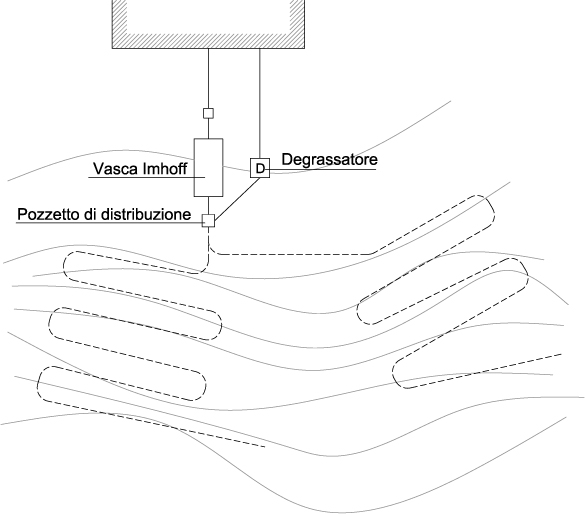 Degrassatore
Vasca Imhoff
D
Pozzetto di distribuzione